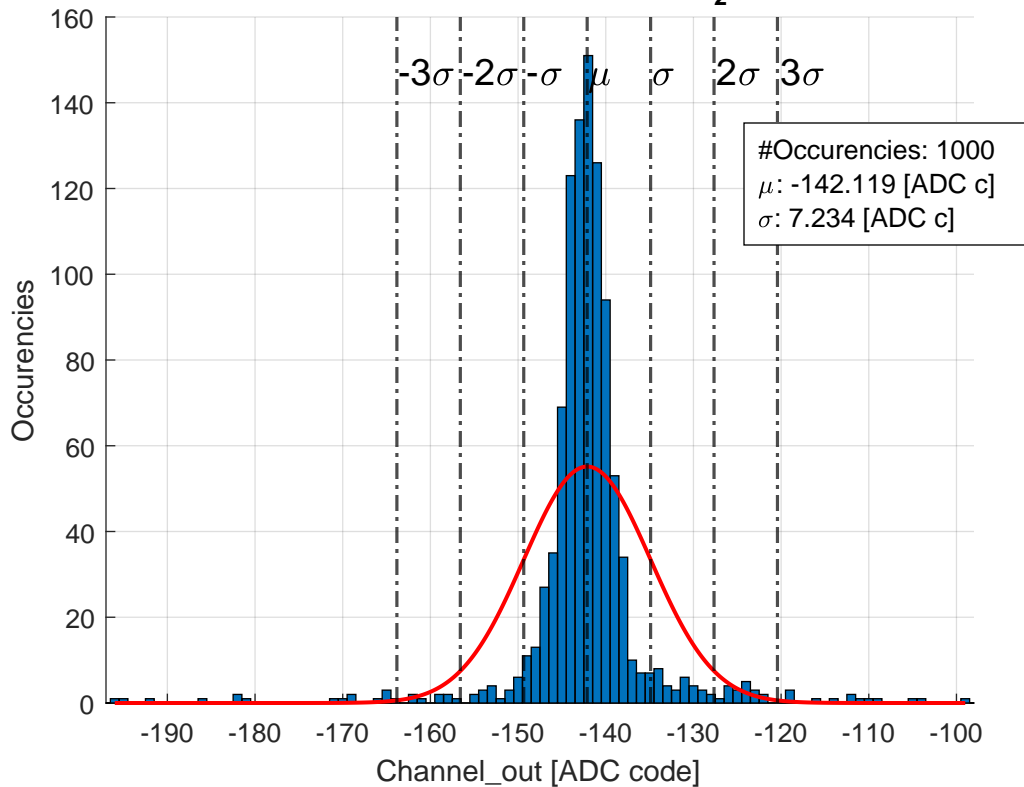 2
160
-3σ -2σ -σ μ σ 2σ 3σ
140
#Occurencies: 1000
μ: -142.119 [ADC c]
σ: 7.234 [ADC c]
120
100
80
60
40
20
0
Occurencies
-190 -180 -170 -160 -150 -140 -130 -120 -110 -100
Channel_out [ADC code]